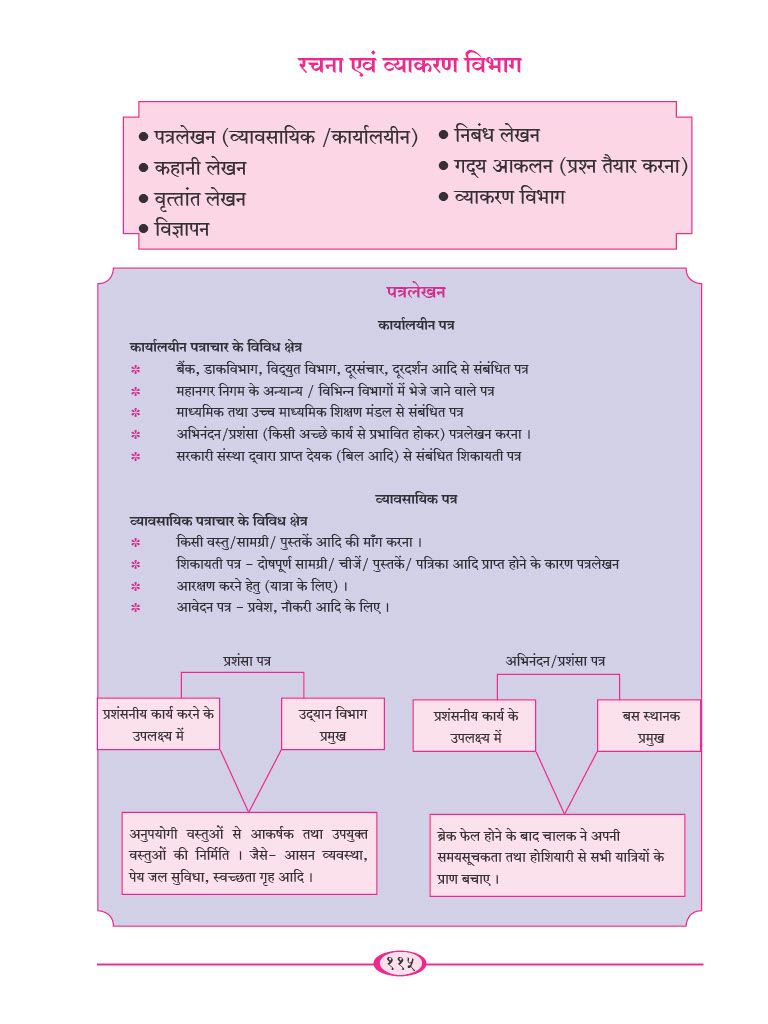 रचना एवं व्याकरण विभाग
● पत्रलेखन (व्यावसायिक /कार्यालयीन)
● कहानी लेखन
● वृत्तांत लेखन
● विज्ञापन
● निबंध लेखन
● गद्य आकलन (प्रश्न तैयार करना)
● व्याकरण विभाग
पत्रलेखन
कार्यालयीन पत्र
कार्यालयीन पत्राचार के विविध क्षेत्र
✽ बैंक, डाकविभाग, विद्युत विभाग, दूरसंचार, दूरदर्शन आदि से संबंधित पत्र
✽ महानगर निगम के अन्यान्य / विभिन्न विभागों में भेजे जाने वाले पत्र
✽ माध्यमिक तथा उच्च माध्यमिक शिक्षण मंडल से संबंधित पत्र
✽ अभिनंदन/प्रशंसा (किसी अच्छे कार्य से प्रभावित होकर) पत्रलेखन करना ।
✽ सरकारी संस्था द्वारा प्राप्त देयक (बिल आदि) से संबंधित शिकायती पत्र
व्यावसायिक पत्र
व्यावसायिक पत्राचार के विविध क्षेत्र
✽ किसी वस्तु/सामग्री/ पुस्तकें आदि की माँग करना ।
✽ शिकायती पत्र - दोषपूर्ण सामग्री/ चीजें/ पुस्तकें/ पत्रिका आदि प्राप्त होने के कारण पत्रलेखन
✽ आरक्षण करने हेतु (यात्रा के लिए) ।
✽ आवेदन पत्र - प्रवेश, नौकरी आदि के लिए ।
प्रशंसा पत्र
प्रशंसनीय कार्य करने के
उपलक्ष्य में
उद्यान विभाग
प्रमुख
अनुपयोगी वस्तुओं से आकर्षक तथा उपयुक्त
वस्तुओं की निर्मिति । जैसे- आसन व्यवस्था,
पेय जल सुविधा, स्वच्छता गृह आदि ।
अभिनंदन/प्रशंसा पत्र
प्रशंसनीय कार्य के
उपलक्ष्य में
बस स्थानक
प्रमुख
ब्रेक फेल होने के बाद चालक ने अपनी
समयसूचकता तथा होशियारी से सभी यात्रियों के
प्राण बचाए ।
११५